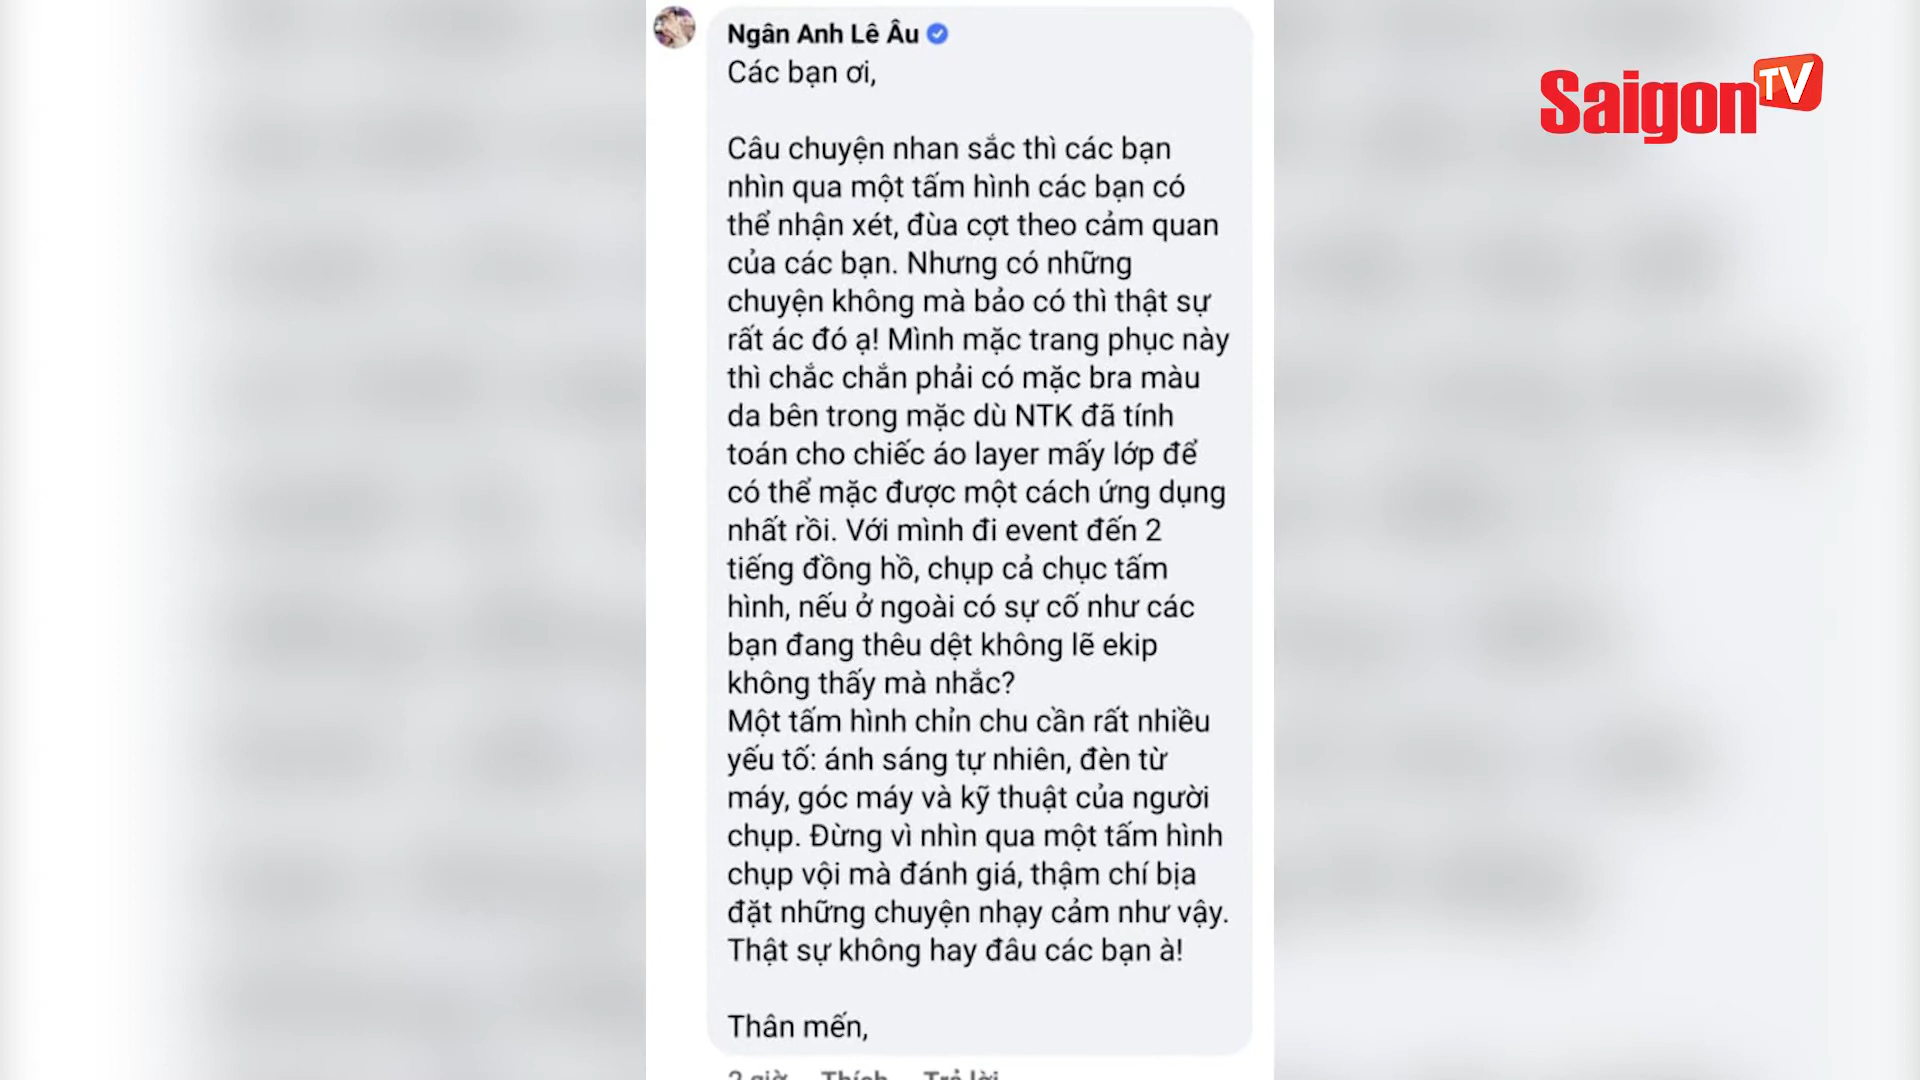 Ngân Anh Lê Âu
Các bạn ơi,
Câu chuyện nhan sắc thì các bạn
nhìn qua một tấm hình các bạn có
thể nhận xét, đùa cợt theo cảm quan
của các bạn. Nhưng có những
chuyện không mà bảo có thì thật sự
rất ác đó ạ! Mình mặc trang phục này
thì chắc chắn phải có mặc bra màu
da bên trong mặc dù NTK đã tính
toán cho chiếc áo layer mấy lớp để
có thể mặc được một cách ứng dụng
nhất rồi. Với mình đi event đến 2
tiếng đồng hồ, chụp cả chục tấm
hình, nếu ở ngoài có sự cố như các
bạn đang thêu dệt không lẽ ekip
không thấy mà nhắc?
Một tấm hình chỉn chu cần rất nhiều
yếu tố: ánh sáng tự nhiên, đèn từ
máy, góc máy và kỹ thuật của người
chụp. Đừng vì nhìn qua một tấm hình
chụp vội mà đánh giá, thậm chí bịa
đặt những chuyện nhạy cảm như vậy.
Thật sự không hay đâu các bạn à!
Thân mến,
2 giờ Thích Trả lời
Saigon TV